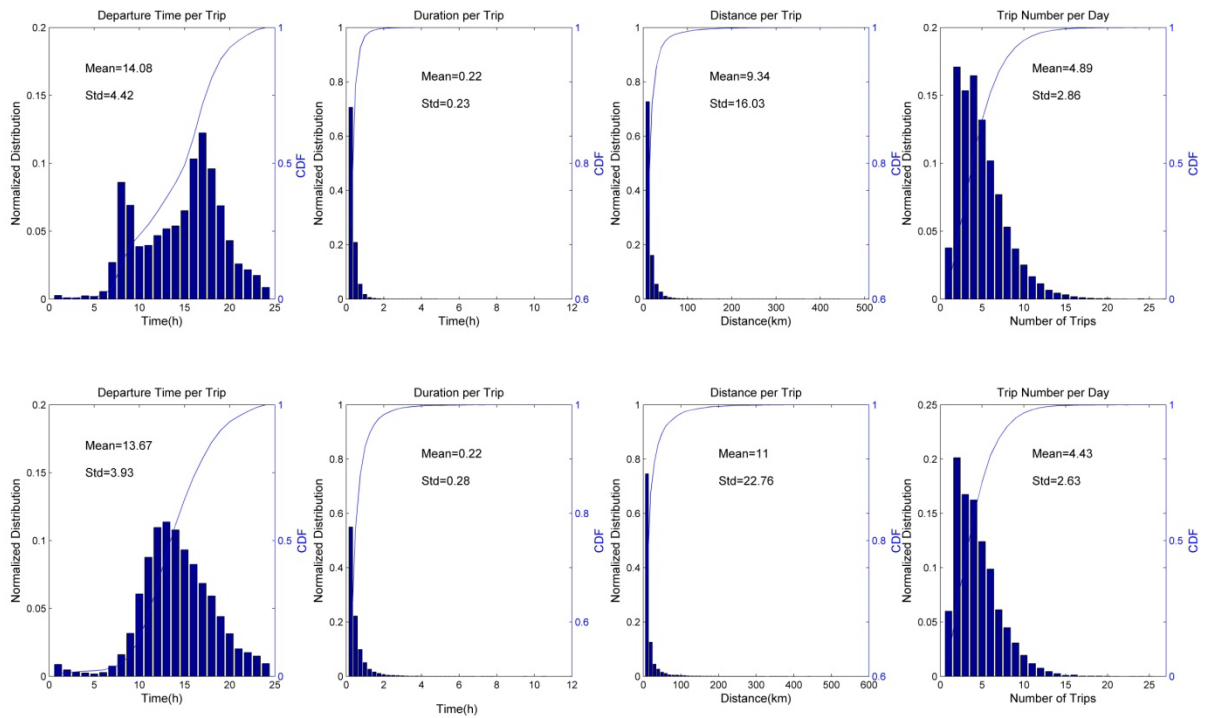 Departure Time per Trip
0.2
0.15
0.1
0.05
0
Normalized Distribution
Mean=14.08
Std=4.42
1
0.5
0
CDF
0 5 10 15 20 25
Time(h)
Duration per Trip
1
0.8
0.6
0.4
0.2
0
Normalized Distribution
Mean=0.22
Std=0.23
1
0.8
0.6
CDF
0 2 4 6 8 10 12
Time(h)
Distance per Trip
1
0.8
0.6
0.4
0.2
0
Normalized Distribution
Mean=9.34
Std=16.03
1
0.8
0.6
CDF
0 100 200 300 400 500
Distance(km)
Trip Number per Day
0.2
0.15
0.1
0.05
0
Normalized Distribution
Mean=4.89
Std=2.86
1
0.5
0
CDF
0 5 10 15 20 25
Number of Trips
Departure Time per Trip
0.2
0.15
0.1
0.05
0
Normalized Distribution
Mean=13.67
Std=3.93
1
0.5
0
CDF
0 5 10 15 20 25
Time(h)
Duration per Trip
1
0.8
0.6
0.4
0.2
0
Normalized Distribution
Mean=0.22
Std=0.28
1
0.8
0.6
CDF
0 2 4 6 8 10 12
Time(h)
Distance per Trip
1
0.8
0.6
0.4
0.2
0
Normalized Distribution
Mean=11
Std=22.76
1
0.8
0.6
CDF
0 100 200 300 400 500 600
Distance(km)
Trip Number per Day
0.25
0.2
0.15
0.1
0.05
0
Normalized Distribution
Mean=4.43
Std=2.63
1
0.5
0
CDF
0 5 10 15 20 25
Number of Trips